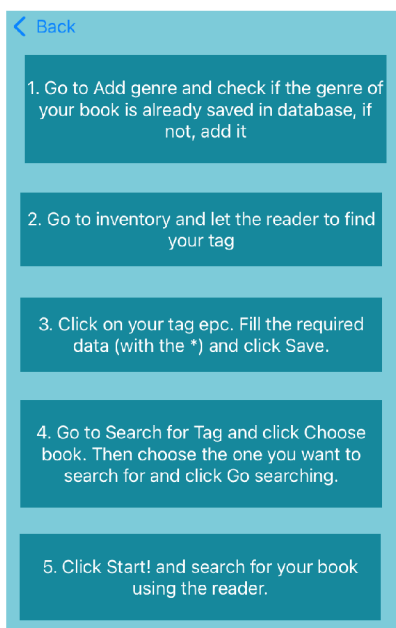 Back
1. Go to Add genre and check if the genre of
your book is already saved in database, if
not, add it
2. Go to inventory and let the reader to find
your tag
3. Click on your tag epc. Fill the required
data (with the *) and click Save.
4. Go to Search for Tag and click Choose
book. Then choose the one you want to
search for and click Go searching.
5. Click Start! and search for your book
using the reader.